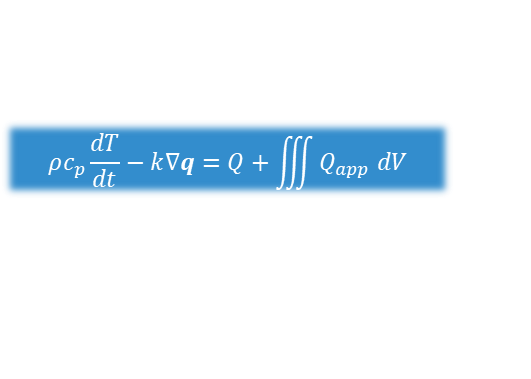 ρc_p dT/dt − k∇𝒒 = Q + ∭ Q_app dV